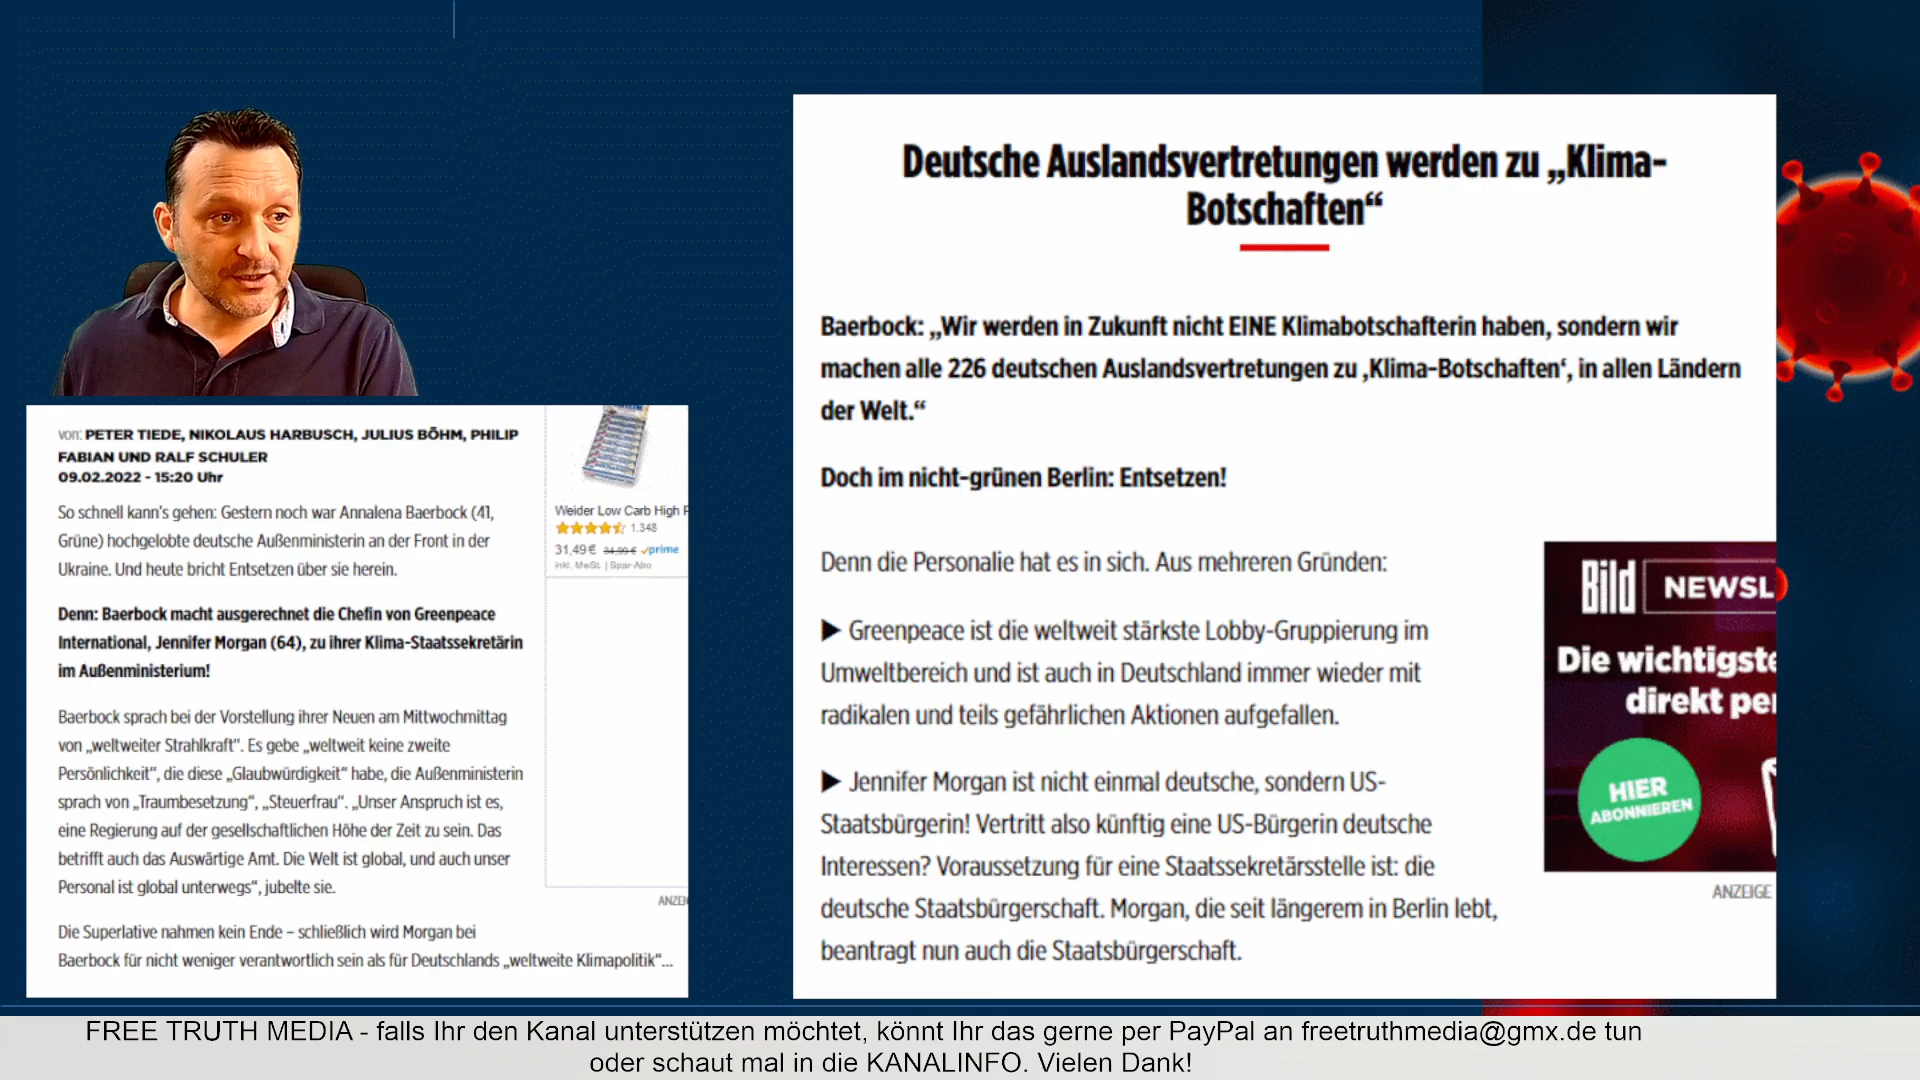 von: PETER TIEDE, NIKOLAUS HARBUSCH, JULIUS BÖHM, PHILIP
FABIAN UND RALF SCHULER
09.02.2022 - 15:20 Uhr
So schnell kann's gehen: Gestern noch war Annalena Baerbock (41,
Grüne) hochgelobte deutsche Außenministerin an der Front in der
Ukraine. Und heute bricht Entsetzen über sie herein.
Denn: Baerbock macht ausgerechnet die Chefin von Greenpeace
International, Jennifer Morgan (64), zu ihrer Klima-Staatssekretärin
im Außenministerium!
Baerbock sprach bei der Vorstellung ihrer Neuen am Mittwochmittag
von „weltweiter Strahlkraft“. Es gebe „weltweit keine zweite
Persönlichkeit“, die diese „Glaubwürdigkeit“ habe, die Außenministerin
sprach von „Traumbesetzung“, „Steuerfrau“. „Unser Anspruch ist es,
eine Regierung auf der gesellschaftlichen Höhe der Zeit zu sein. Das
betrifft auch das Auswärtige Amt. Die Welt ist global, und auch unser
Personal ist global unterwegs“, jubelte sie.
Die Superlative nahmen kein Ende – schließlich wird Morgan bei
Baerbock für nicht weniger verantwortlich sein als für Deutschlands „weltweite Klimapolitik“...
Weider Low Carb High P
1.348
31,49 € 34,99 € prime
inkl. MwSt. | Spar-Abo
ANZEI
Deutsche Auslandsvertretungen werden zu „Klima-
Botschaften“
Baerbock: „Wir werden in Zukunft nicht EINE Klimabotschafterin haben, sondern wir
machen alle 226 deutschen Auslandsvertretungen zu ‚Klima-Botschaften‘, in allen Ländern
der Welt.“
Doch im nicht-grünen Berlin: Entsetzen!
Denn die Personalie hat es in sich. Aus mehreren Gründen:
▶ Greenpeace ist die weltweit stärkste Lobby-Gruppierung im
Umweltbereich und ist auch in Deutschland immer wieder mit
radikalen und teils gefährlichen Aktionen aufgefallen.
▶ Jennifer Morgan ist nicht einmal deutsche, sondern US-
Staatsbürgerin! Vertritt also künftig eine US-Bürgerin deutsche
Interessen? Voraussetzung für eine Staatssekretärsstelle ist: die
deutsche Staatsbürgerschaft. Morgan, die seit längerem in Berlin lebt,
beantragt nun auch die Staatsbürgerschaft.
Bild NEWSL
Die wichtigste
direkt per
HIER
ABONNIEREN
ANZEIGE
FREE TRUTH MEDIA - falls Ihr den Kanal unterstützen möchtet, könnt Ihr das gerne per PayPal an freetruthmedia@gmx.de tun
oder schaut mal in die KANALINFO. Vielen Dank!